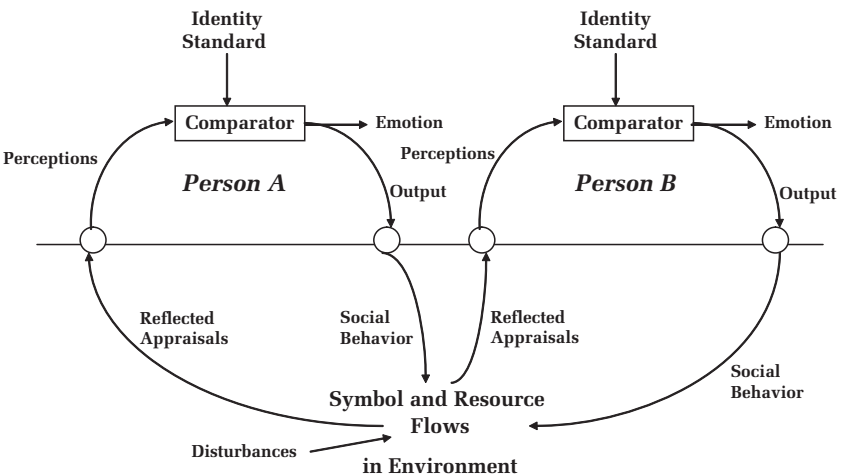 Identity
Standard
Identity
Standard
Comparator
Emotion
Comparator
Emotion
Perceptions
Perceptions
Person A
Output
Person B
Output
Reflected
Appraisals
Social
Behavior
Reflected
Appraisals
Social
Behavior
Symbol and Resource
Flows
Disturbances
in Environment